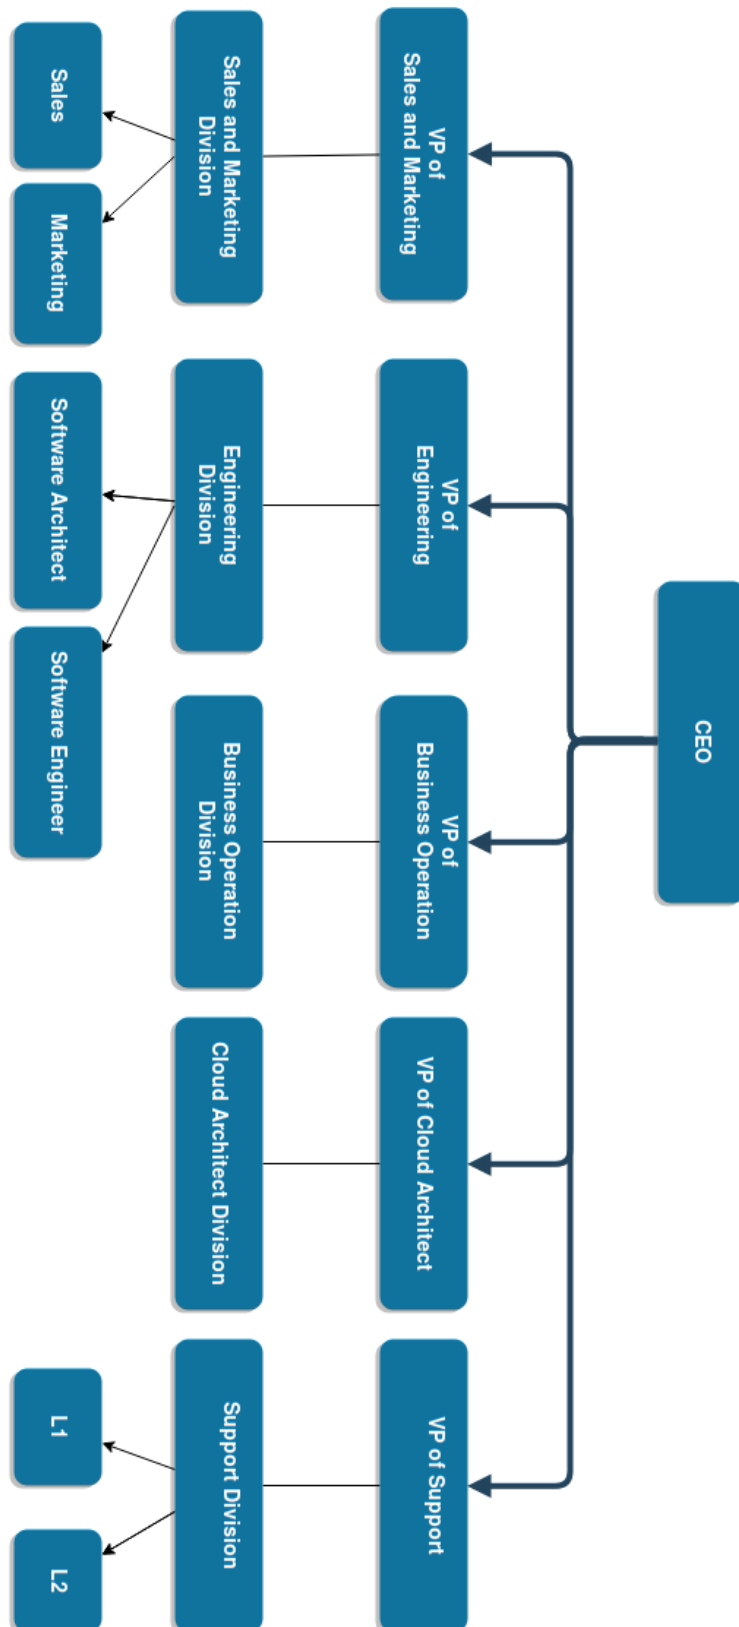 CEO
VP of
Sales and Marketing
VP of
Engineering
VP of
Business Operation
VP of Cloud Architect
VP of Support
Sales and Marketing
Division
Engineering
Division
Business Operation
Division
Cloud Architect Division
Support Division
Sales
Marketing
Software Architect
Software Engineer
L1
L2